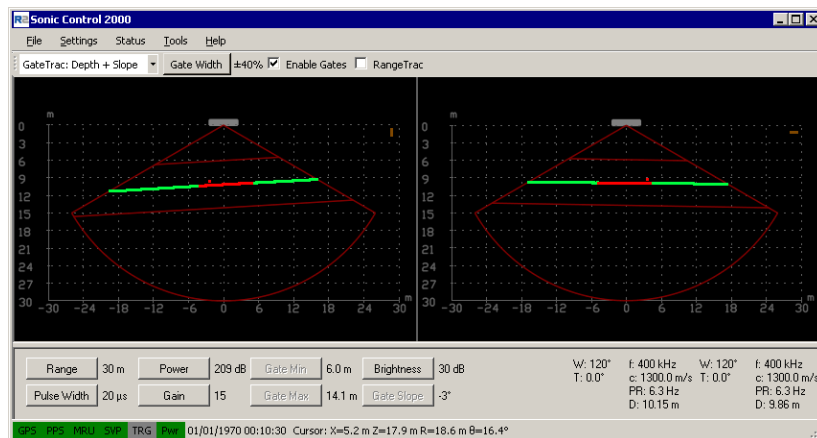 R2Sonic Control 2000
File Settings Status Tools Help
GateTrac: Depth + Slope Gate Width ±40% Enable Gates RangeTrac
m m
0 0
3 3
6 6
9 9
12 12
15 15
18 18
21 21
24 24
27 27
30 30
m m
-30 -24 -18 -12 -6 0 6 12 18 24 30 -30 -24 -18 -12 -6 0 6 12 18 24 30
Range 30 m Power 209 dB Gate Min 6.0 m Brightness 30 dB W: 120° f: 400 kHz W: 120° f: 400 kHz
T: 0.0° c: 1300.0 m/s T: 0.0° c: 1300.0 m/s
PR: 6.3 Hz PR: 6.3 Hz
Pulse Width 20 µs Gain 15 Gate Max 14.1 m Gate Slope -3° D: 10.15 m D: 9.86 m
GPS PPS MRU SVP TRG Pwr 01/01/1970 00:10:30 Cursor: X=5.2 m Z=17.9 m R=18.6 m θ=16.4°